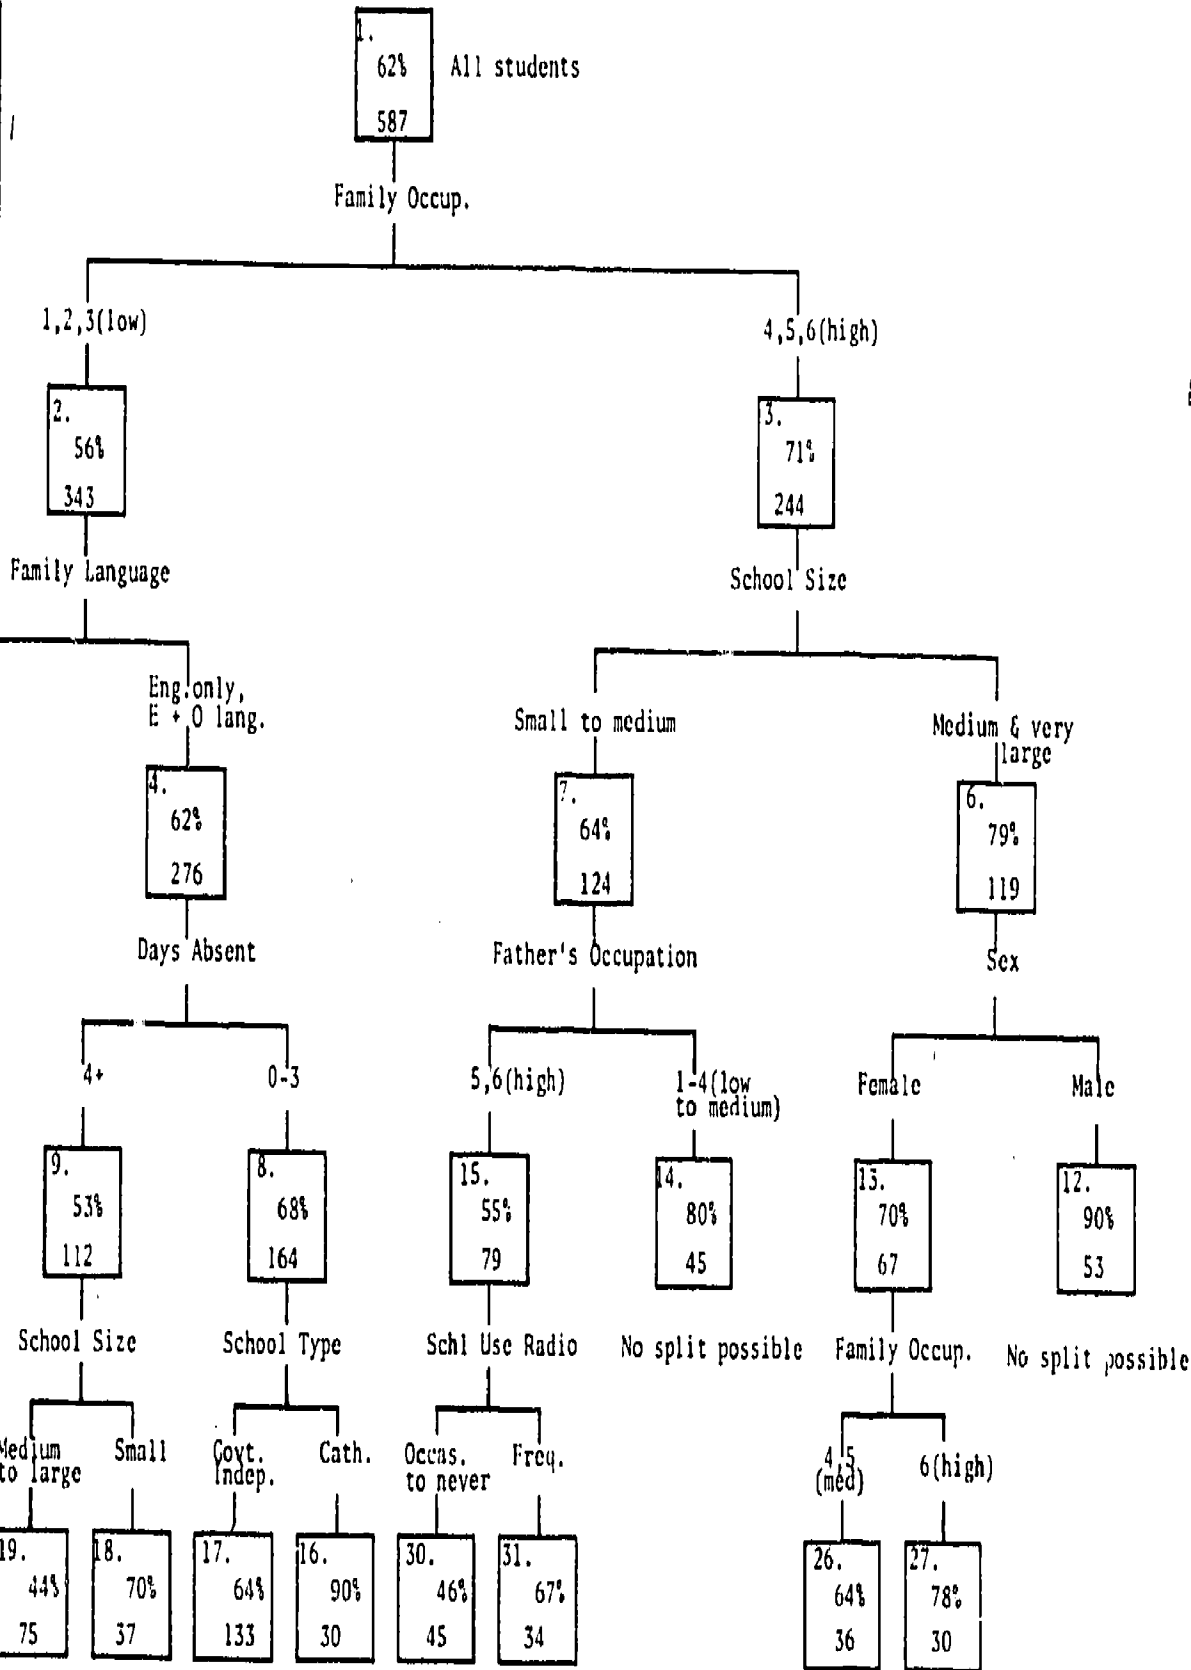 1.
62%
All students
587
Family Occup.
1,2,3(low)
4,5,6(high)
2.
56%
343
3.
71%
244
Family Language
School Size
Eng.only,
E + O lang.
Small to medium
Medium & very
large
4.
62%
276
7.
64%
124
6.
79%
119
Days Absent
Father's Occupation
Sex
4+
0-3
5,6(high)
1-4(low
to medium)
Female
Male
9.
53%
112
8.
68%
164
15.
55%
79
14.
80%
45
13.
70%
67
12.
90%
53
School Size
School Type
Schl Use Radio
No split possible
Family Occup.
No split possible
Medium
to large
Small
Govt.
Indep.
Cath.
Occas.
to never
Freq.
4,5
(med)
6(high)
19.
44%
75
18.
70%
37
17.
64%
133
16.
90%
30
30.
46%
45
31.
67%
34
26.
64%
36
27.
78%
30